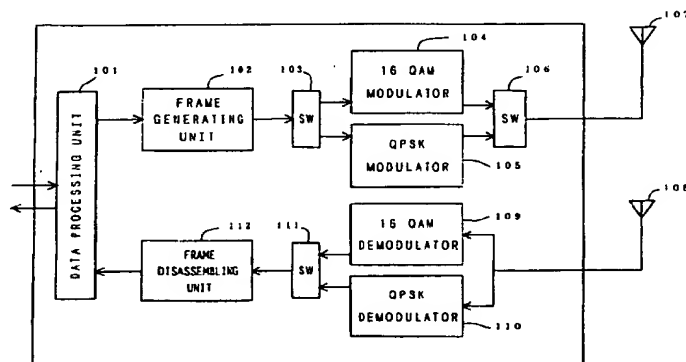 101
DATA PROCESSING UNIT
102
FRAME
GENERATING
UNIT
103
SW
104
16 QAM
MODULATOR
QPSK
MODULATOR
105
106
SW
107
108
109
16 QAM
DEMODULATOR
QPSK
DEMODULATOR
110
111
SW
112
FRAME
DISASSEMBLING
UNIT